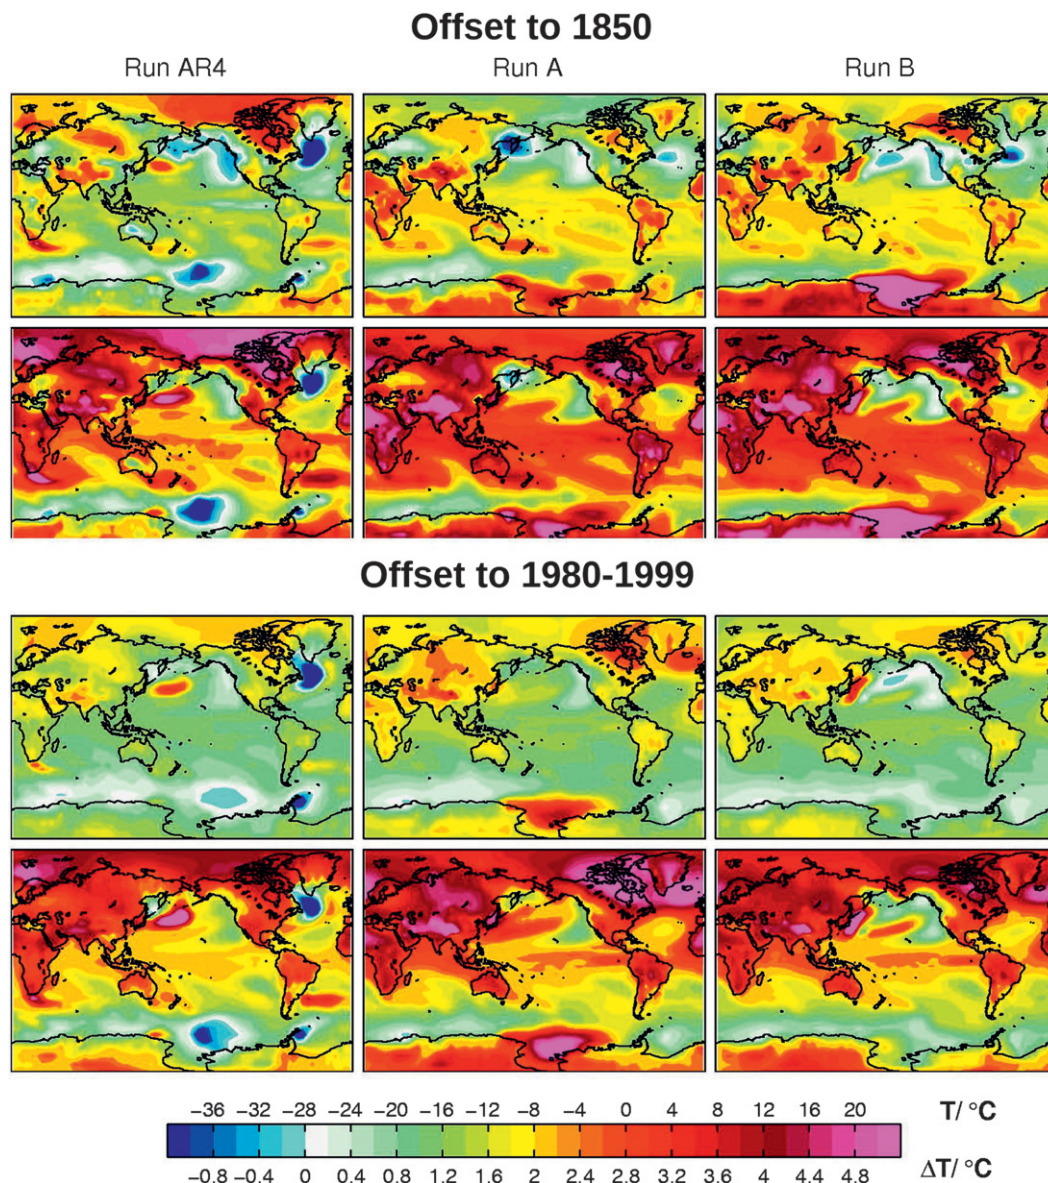 Offset to 1850
Run AR4 Run A Run B
Offset to 1980-1999
−36 −32 −28 −24 −20 −16 −12 −8 −4 0 4 8 12 16 20 T/ °C
−0.8 −0.4 0 0.4 0.8 1.2 1.6 2 2.4 2.8 3.2 3.6 4 4.4 4.8 ΔT/ °C